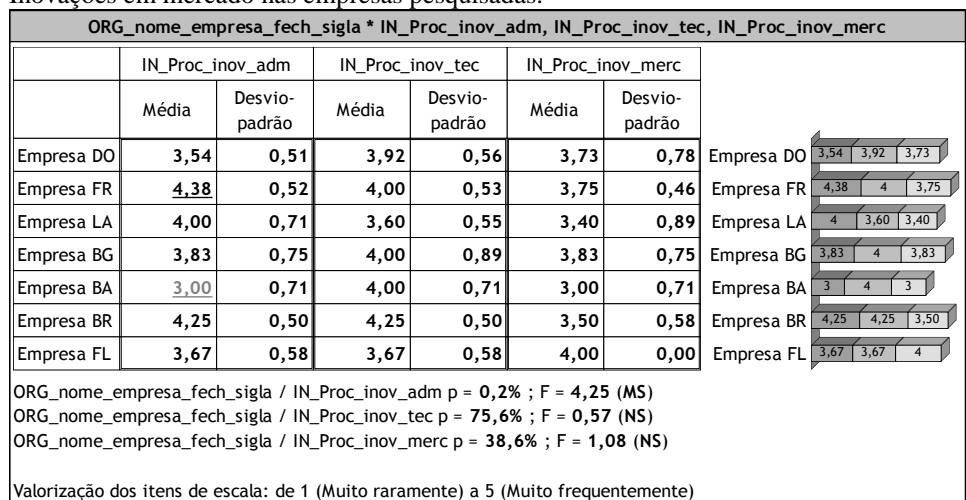 Inovações em mercado nas empresas pesquisadas.
ORG_nome_empresa_fech_sigla * IN_Proc_inov_adm, IN_Proc_inov_tec, IN_Proc_inov_merc
IN_Proc_inov_adm IN_Proc_inov_tec IN_Proc_inov_merc
Média Desvio-padrão Média Desvio-padrão Média Desvio-padrão
Empresa DO 3,54 0,51 3,92 0,56 3,73 0,78 Empresa DO 3,54 3,92 3,73
Empresa FR 4,38 0,52 4,00 0,53 3,75 0,46 Empresa FR 4,38 4 3,75
Empresa LA 4,00 0,71 3,60 0,55 3,40 0,89 Empresa LA 4 3,60 3,40
Empresa BG 3,83 0,75 4,00 0,89 3,83 0,75 Empresa BG 3,83 4 3,83
Empresa BA 3,00 0,71 4,00 0,71 3,00 0,71 Empresa BA 3 4 3
Empresa BR 4,25 0,50 4,25 0,50 3,50 0,58 Empresa BR 4,25 4,25 3,50
Empresa FL 3,67 0,58 3,67 0,58 4,00 0,00 Empresa FL 3,67 3,67 4
ORG_nome_empresa_fech_sigla / IN_Proc_inov_adm p = 0,2% ; F = 4,25 (MS)
ORG_nome_empresa_fech_sigla / IN_Proc_inov_tec p = 75,6% ; F = 0,57 (NS)
ORG_nome_empresa_fech_sigla / IN_Proc_inov_merc p = 38,6% ; F = 1,08 (NS)
Valorização dos itens de escala: de 1 (Muito raramente) a 5 (Muito frequentemente)